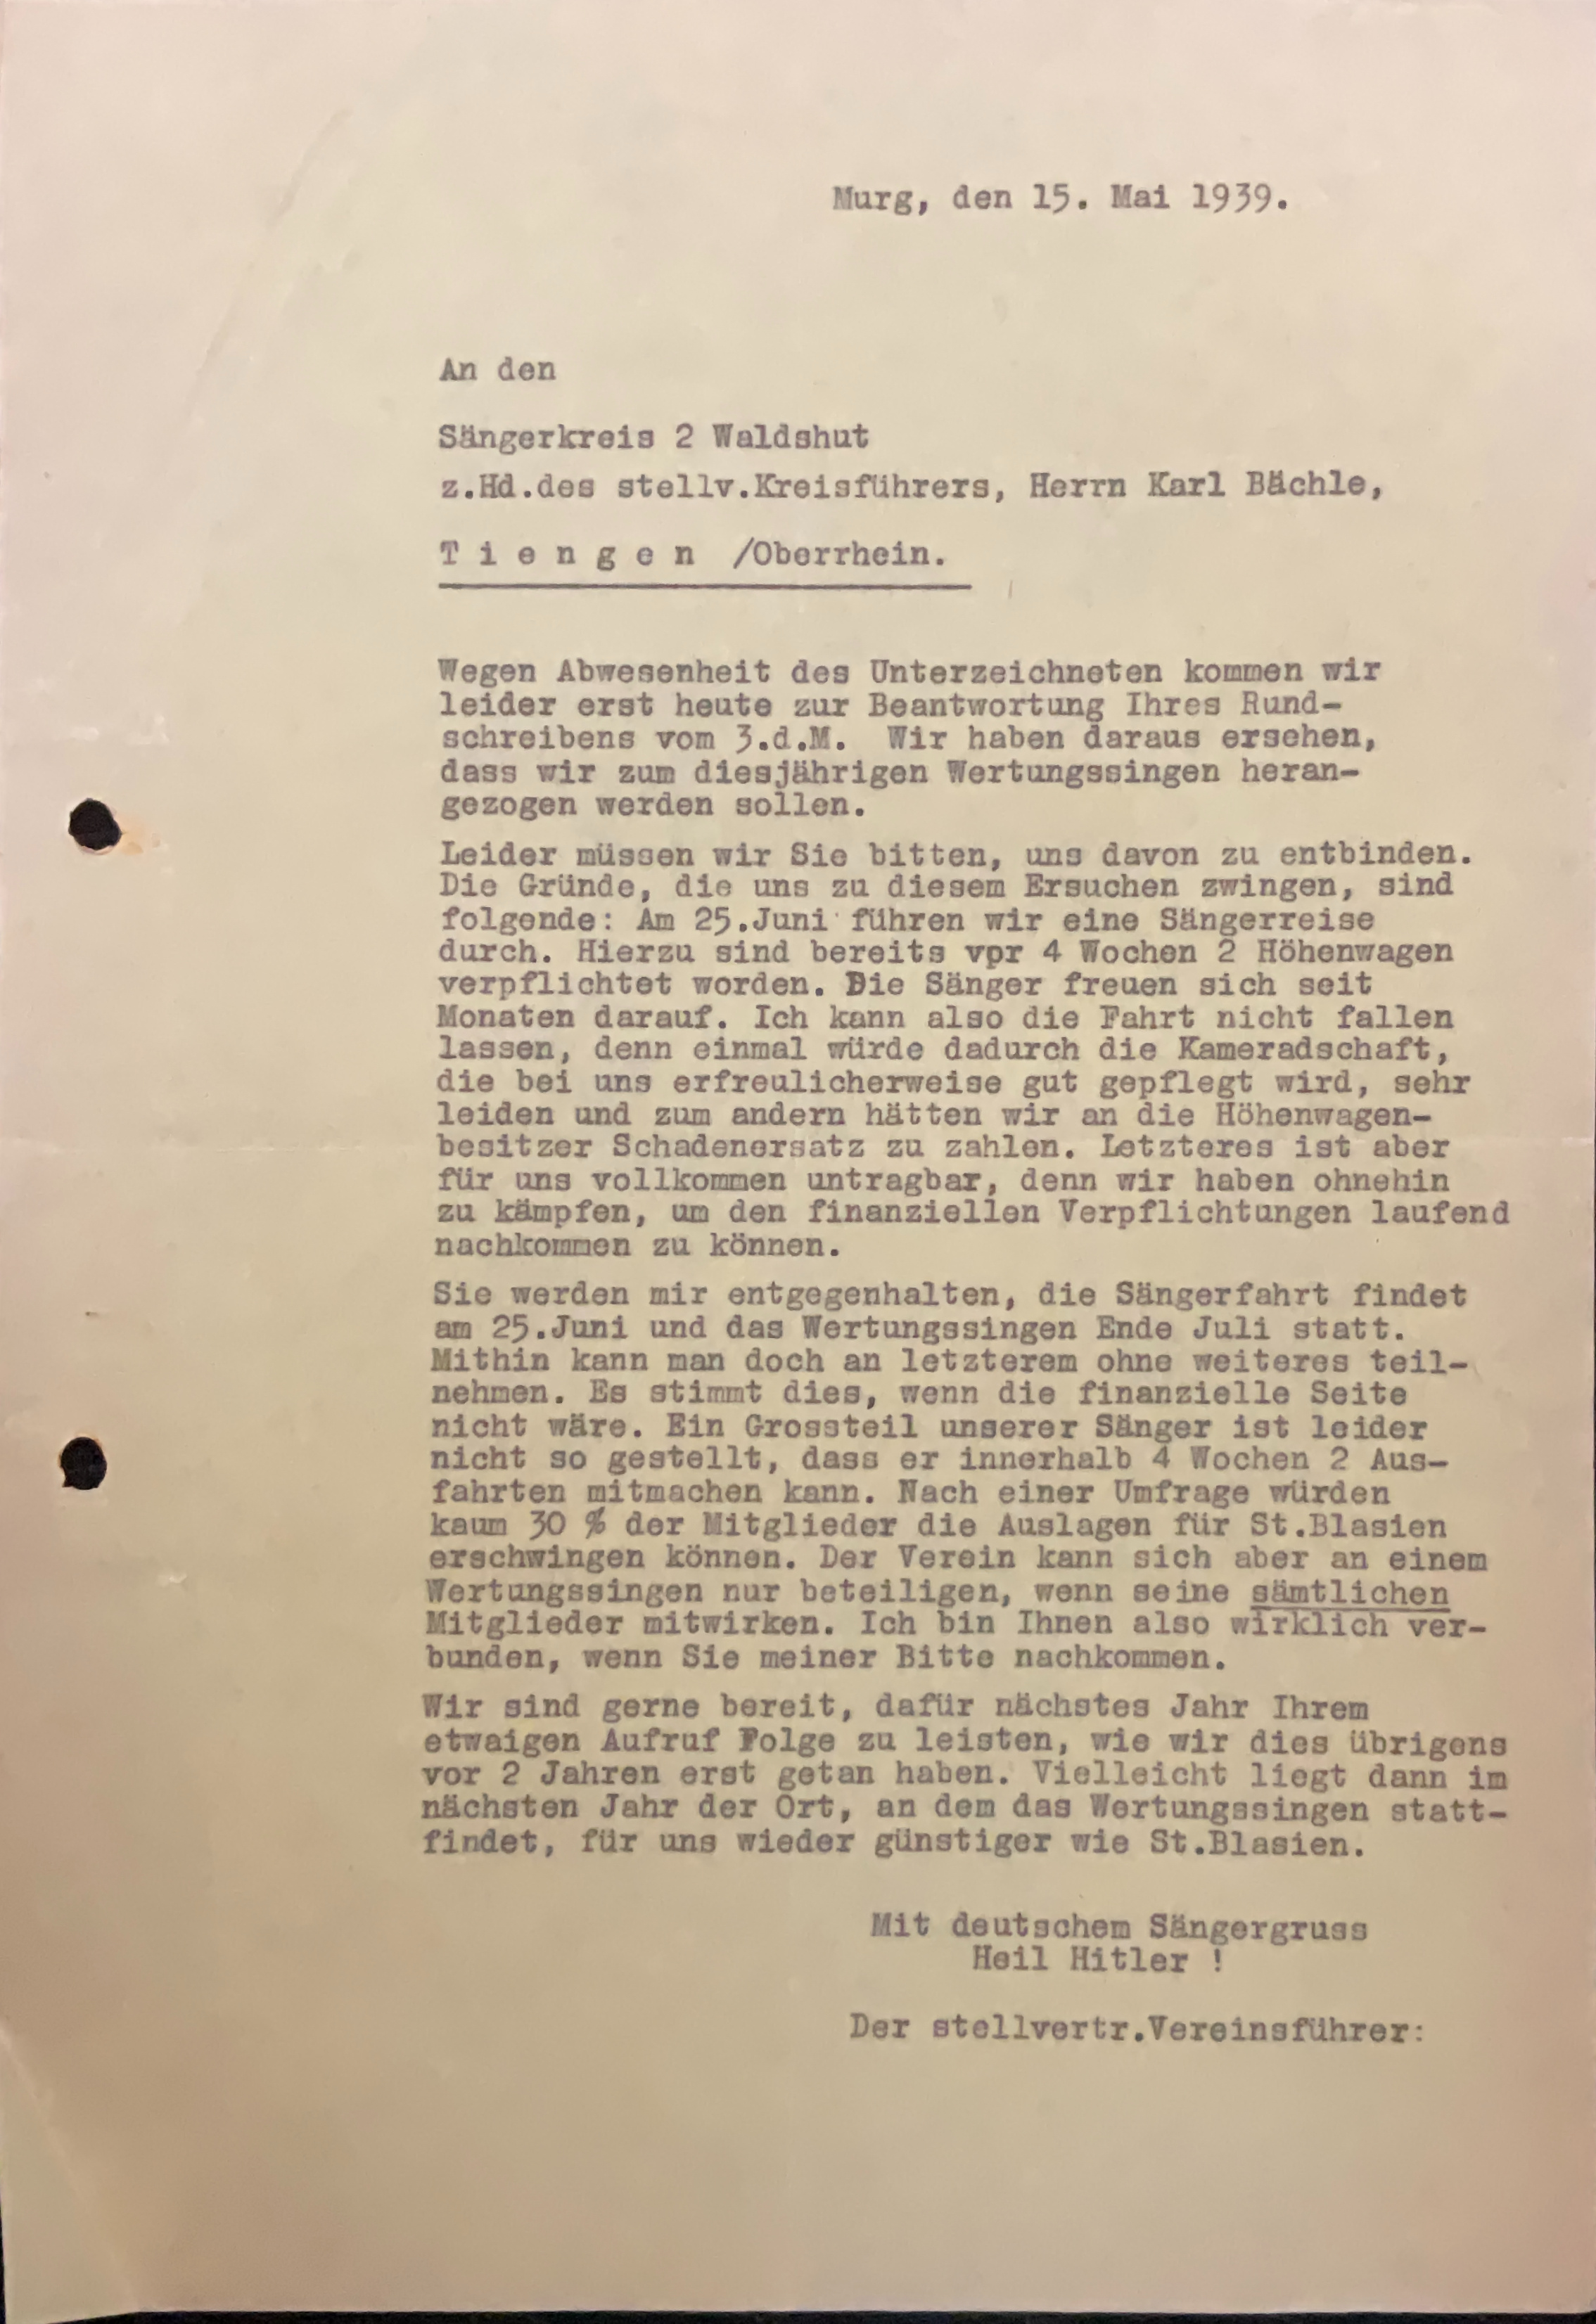 Murg, den 15. Mai 1939.
An den
Sängerkreis 2 Waldshut
z.Hd.des stellv.Kreisführers, Herrn Karl Bächle,
T i e n g e n /Oberrhein.
Wegen Abwesenheit des Unterzeichneten kommen wir
leider erst heute zur Beantwortung Ihres Rund-
schreibens vom 3.d.M. Wir haben daraus ersehen,
dass wir zum diesjährigen Wertungssingen heran-
gezogen werden sollen.
Leider müssen wir Sie bitten, uns davon zu entbinden.
Die Gründe, die uns zu diesem Ersuchen zwingen, sind
folgende: Am 25.Juni führen wir eine Sängerreise
durch. Hierzu sind bereits vpr 4 Wochen 2 Höhenwagen
verpflichtet worden. Die Sänger freuen sich seit
Monaten darauf. Ich kann also die Fahrt nicht fallen
lassen, denn einmal würde dadurch die Kameradschaft,
die bei uns erfreulicherweise gut gepflegt wird, sehr
leiden und zum andern hätten wir an die Höhenwagen-
besitzer Schadenersatz zu zahlen. Letzteres ist aber
für uns vollkommen untragbar, denn wir haben ohnehin
zu kämpfen, um den finanziellen Verpflichtungen laufend
nachkommen zu können.
Sie werden mir entgegenhalten, die Sängerfahrt findet
am 25.Juni und das Wertungssingen Ende Juli statt.
Mithin kann man doch an letzterem ohne weiteres teil-
nehmen. Es stimmt dies, wenn die finanzielle Seite
nicht wäre. Ein Grossteil unserer Sänger ist leider
nicht so gestellt, dass er innerhalb 4 Wochen 2 Aus-
fahrten mitmachen kann. Nach einer Umfrage würden
kaum 30 % der Mitglieder die Auslagen für St.Blasien
erschwingen können. Der Verein kann sich aber an einem
Wertungssingen nur beteiligen, wenn seine sämtlichen
Mitglieder mitwirken. Ich bin Ihnen also wirklich ver-
bunden, wenn Sie meiner Bitte nachkommen.
Wir sind gerne bereit, dafür nächstes Jahr Ihrem
etwaigen Aufruf Folge zu leisten, wie wir dies übrigens
vor 2 Jahren erst getan haben. Vielleicht liegt dann im
nächsten Jahr der Ort, an dem das Wertungssingen statt-
findet, für uns wieder günstiger wie St.Blasien.
Mit deutschem Sängergruss
Heil Hitler !
Der stellvertr.Vereinsführer: